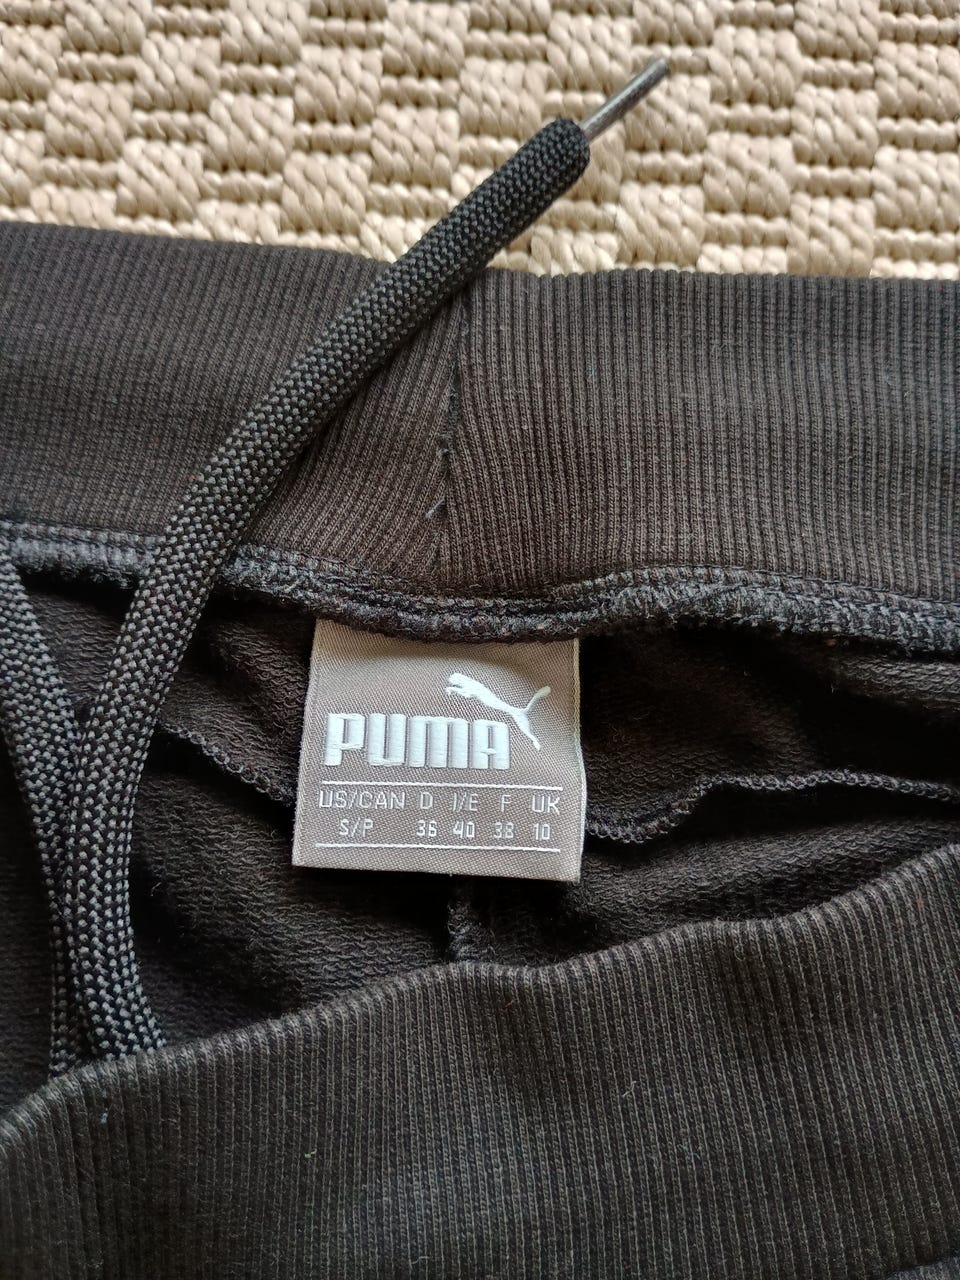 PUMA
US/CAN D I/E F UK
S/P 36 40 38 10